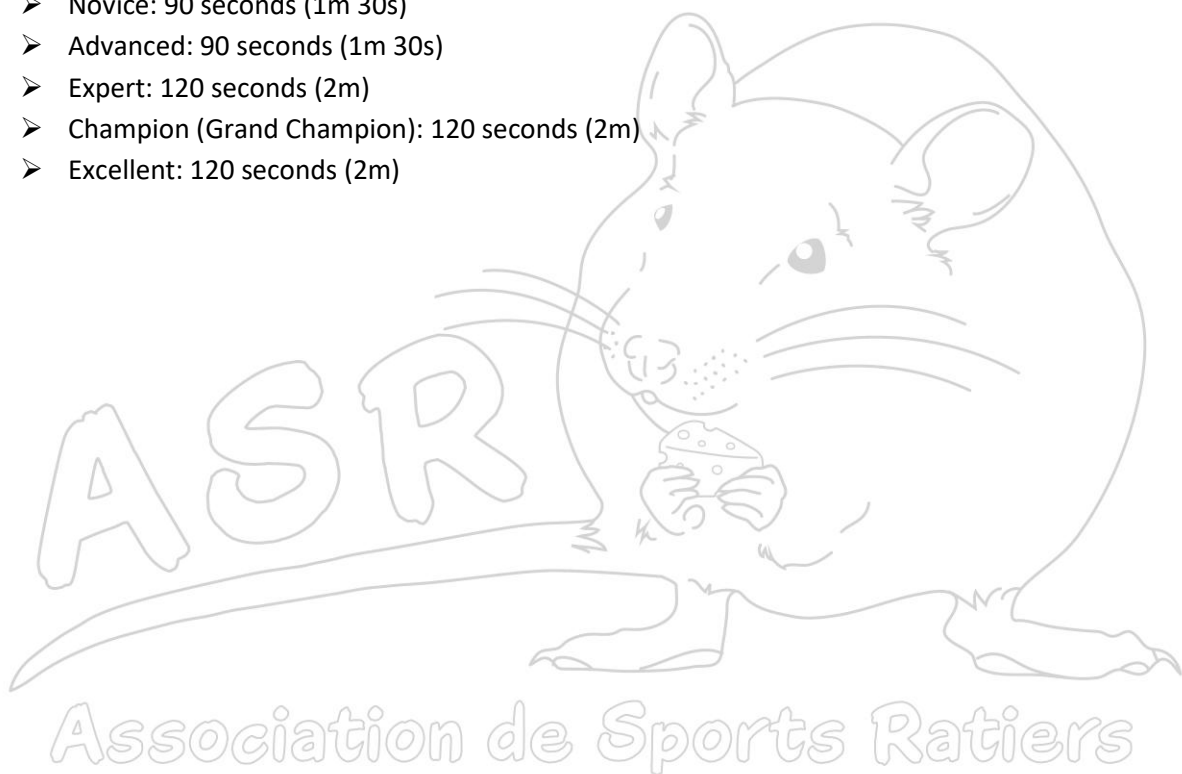 Novice: 90 seconds (1m 30s)
Advanced: 90 seconds (1m 30s)
Expert: 120 seconds (2m)
Champion (Grand Champion): 120 seconds (2m)
Excellent: 120 seconds (2m)
ASR
Association de Sports Ratiers